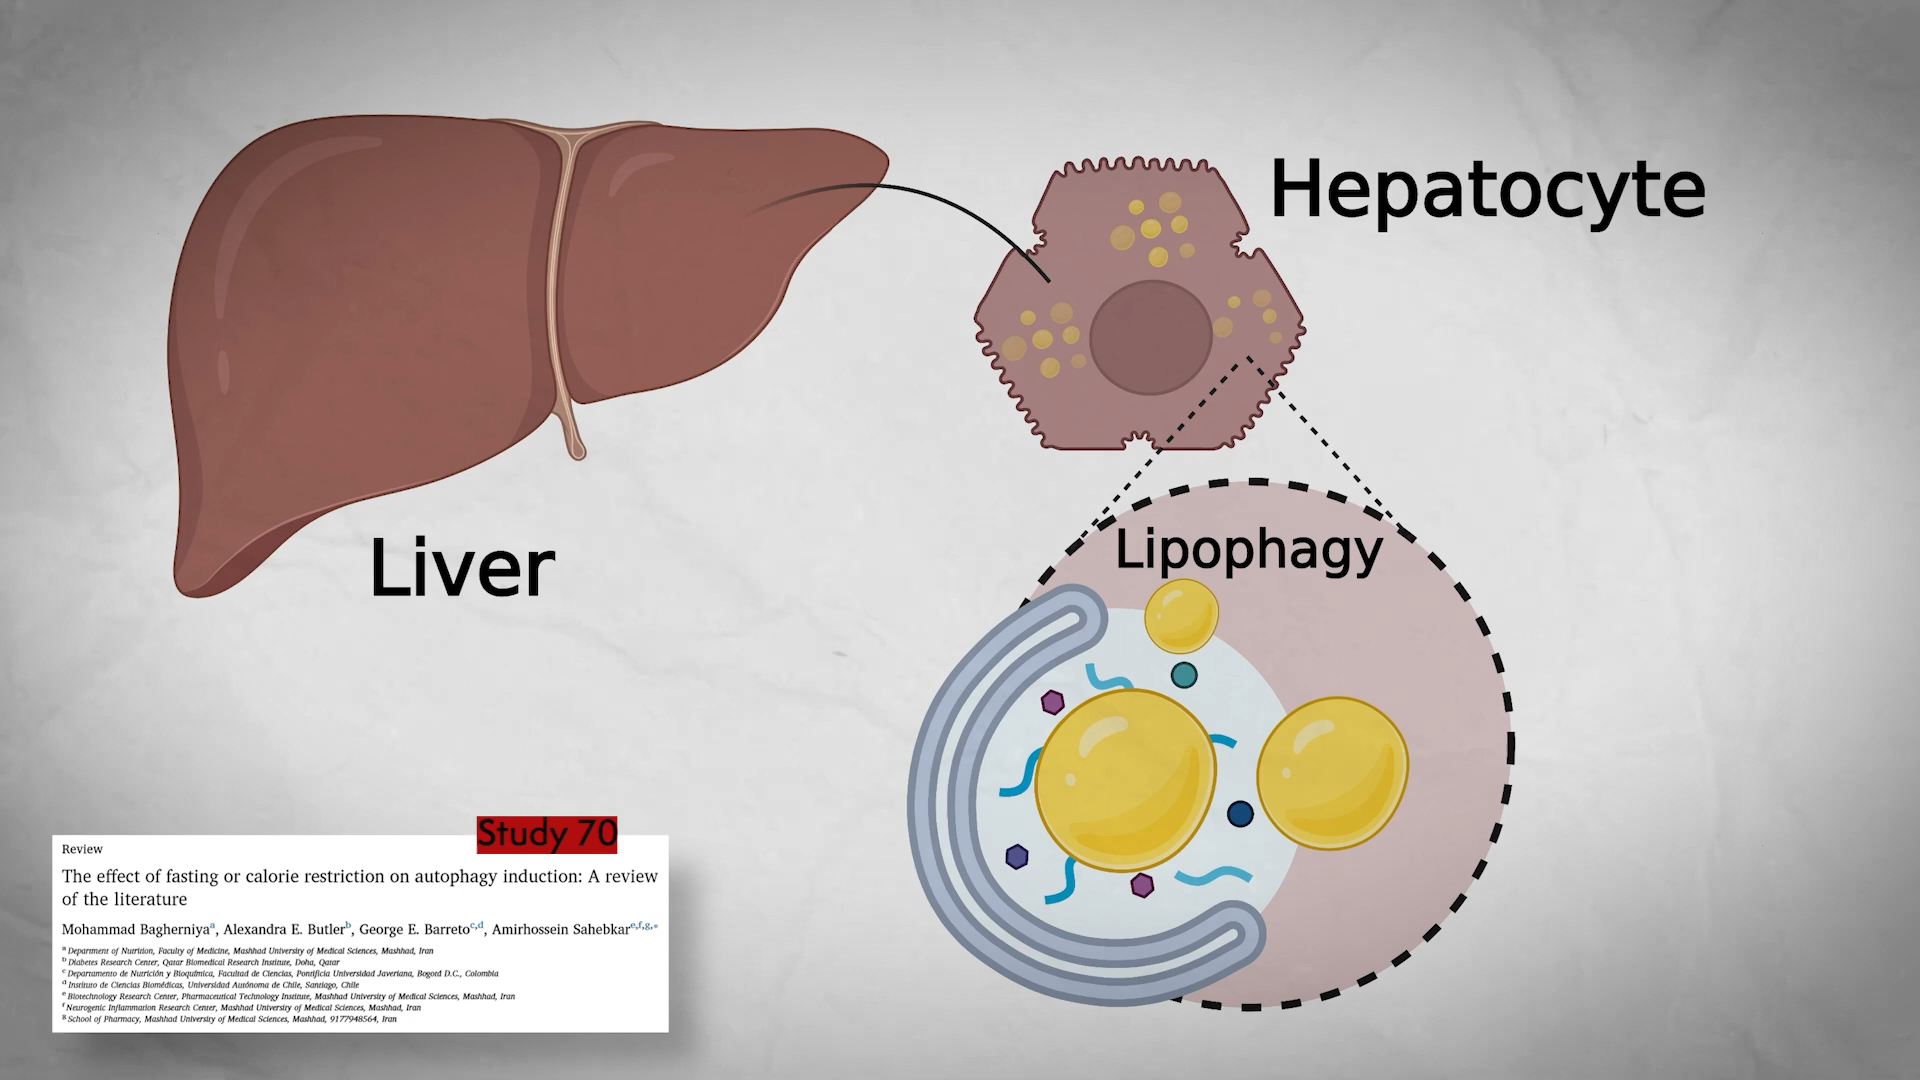 Hepatocyte
Liver
Lipophagy
Study 70
Review
The effect of fasting or calorie restriction on autophagy induction: A review
of the literature
Mohammad Bagherniyaᵃ, Alexandra E. Butlerᵇ, George E. Barretoᶜ,ᵈ, Amirhossein Sahebkarᵉ,ᶠ,ᵍ,*
ᵃ Department of Nutrition, Faculty of Medicine, Mashhad University of Medical Sciences, Mashhad, Iran
ᵇ Diabetes Research Center, Qatar Biomedical Research Institute, Doha, Qatar
ᶜ Departamento de Nutrición y Bioquímica, Facultad de Ciencias, Pontificia Universidad Javeriana, Bogotá D.C., Colombia
ᵈ Instituto de Ciencias Biomédicas, Universidad Autónoma de Chile, Santiago, Chile
ᵉ Biotechnology Research Center, Pharmaceutical Technology Institute, Mashhad University of Medical Sciences, Mashhad, Iran
ᶠ Neurogenic Inflammation Research Center, Mashhad University of Medical Sciences, Mashhad, Iran
ᵍ School of Pharmacy, Mashhad University of Medical Sciences, Mashhad, 9177948564, Iran